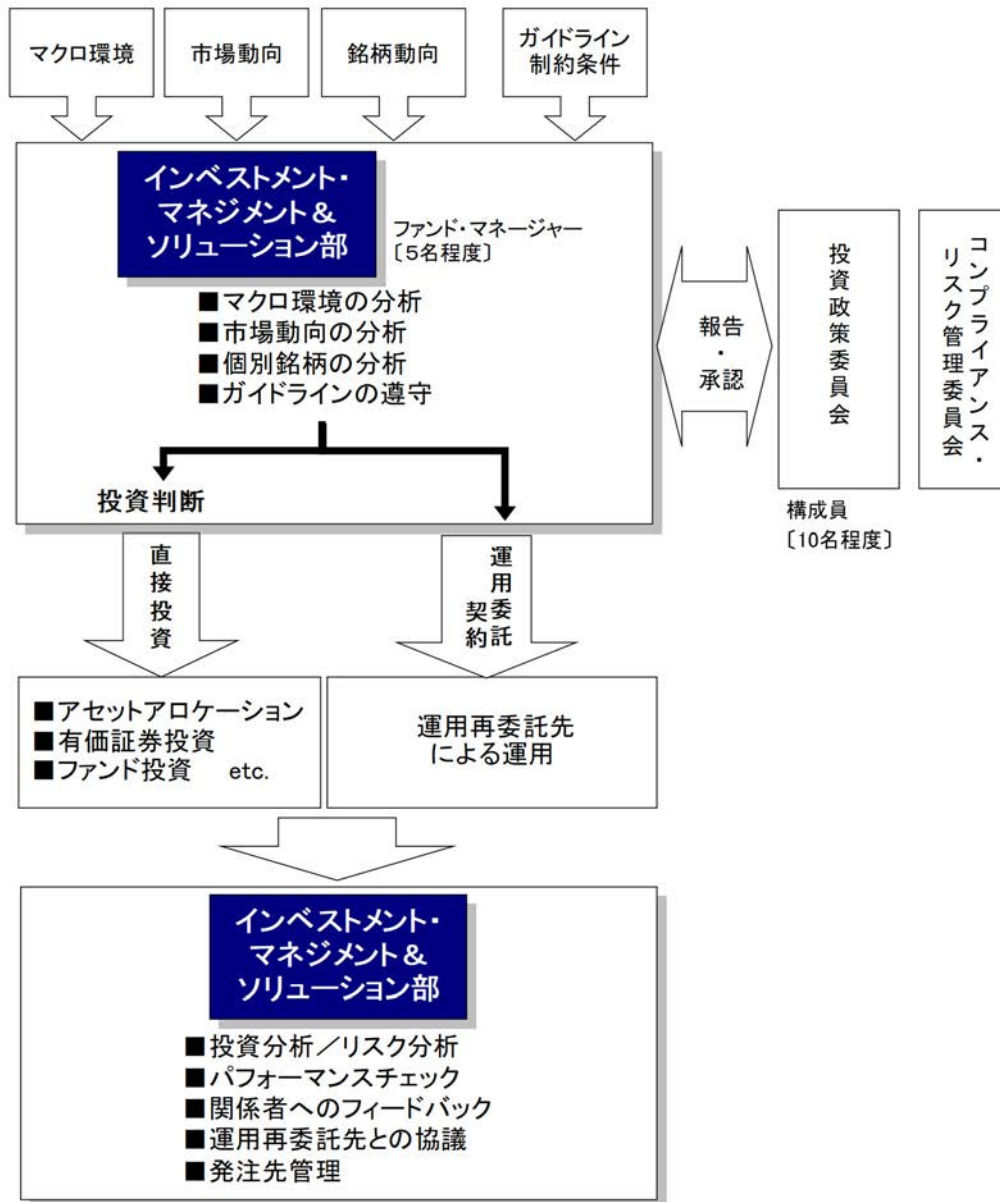 マクロ環境
市場動向
銘柄動向
ガイドライン
制約条件
インベストメント・
マネジメント＆
ソリューション部
ファンド・マネージャー
〔5名程度〕
■マクロ環境の分析
■市場動向の分析
■個別銘柄の分析
■ガイドラインの遵守
投資判断
報告
・
承認
投資政策委員会
コンプライアンス・
リスク管理委員会
構成員
〔10名程度〕
直接投資
運用委託
契約
■アセットアロケーション
■有価証券投資
■ファンド投資 etc.
運用再委託先
による運用
インベストメント・
マネジメント＆
ソリューション部
■投資分析／リスク分析
■パフォーマンスチェック
■関係者へのフィードバック
■運用再委託先との協議
■発注先管理